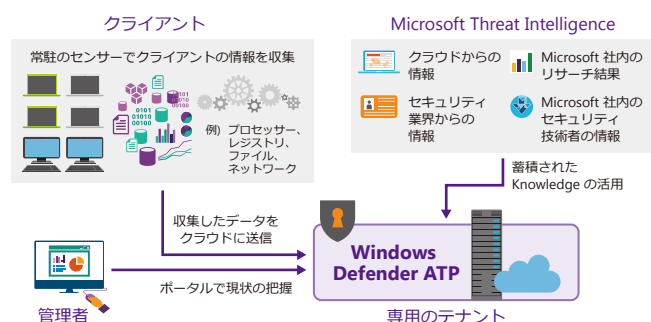 クライアント
常駐のセンサーでクライアントの情報を収集
0101
01010
00100
101
01010
00100
例) プロセッサー、
レジストリ、
ファイル、
ネットワーク
Microsoft Threat Intelligence
クラウドからの
情報
Microsoft 社内の
リサーチ結果
セキュリティ
業界からの
情報
Microsoft 社内の
セキュリティ
技術者の情報
収集したデータを
クラウドに送信
蓄積された
Knowledge の活用
Windows
Defender ATP
ポータルで現状の把握
管理者
専用のテナント